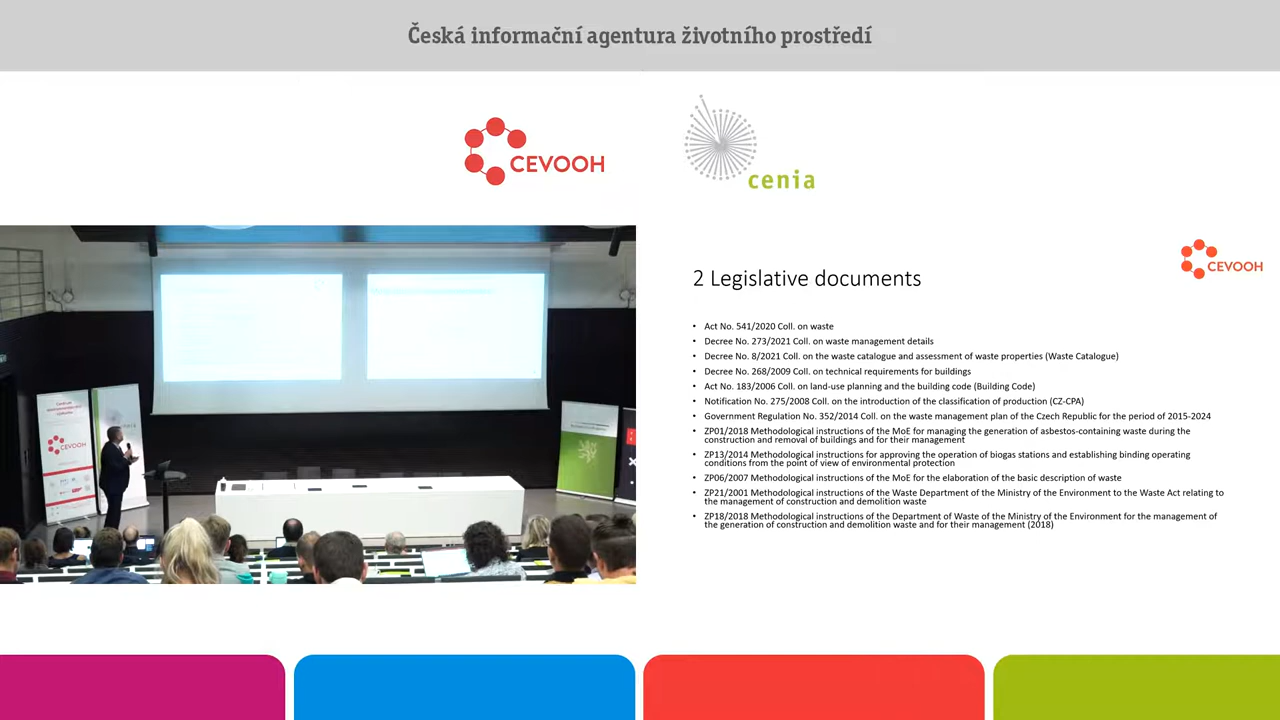 Česká informační agentura životního prostředí
CEVOOH
cenia
CEVOOH
2 Legislative documents
• Act No. 541/2020 Coll. on waste
• Decree No. 273/2021 Coll. on waste management details
• Decree No. 8/2021 Coll. on the waste catalogue and assessment of waste properties (Waste Catalogue)
• Decree No. 268/2009 Coll. on technical requirements for buildings
• Act No. 183/2006 Coll. on land-use planning and the building code (Building Code)
• Notification No. 275/2008 Coll. on the introduction of the classification of production (CZ-CPA)
• Government Regulation No. 352/2014 Coll. on the waste management plan of the Czech Republic for the period of 2015-2024
• ZP01/2018 Methodological instructions of the MoE for managing the generation of asbestos-containing waste during the
construction and removal of buildings and for their management
• ZP13/2014 Methodological instructions for approving the operation of biogas stations and establishing binding operating
conditions from the point of view of environmental protection
• ZP06/2007 Methodological instructions of the MoE for the elaboration of the basic description of waste
• ZP21/2001 Methodological instructions of the Waste Department of the Ministry of the Environment to the Waste Act relating to
the management of construction and demolition waste
• ZP18/2018 Methodological instructions of the Department of Waste of the Ministry of the Environment for the management of
the generation of construction and demolition waste and for their management (2018)
CEVOOH